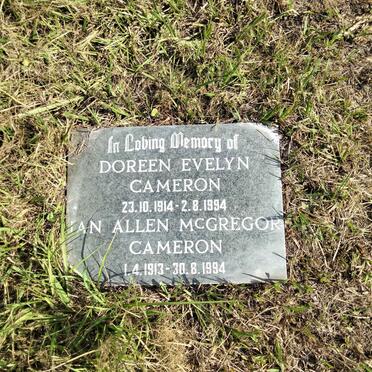 In Loving Memory of
DOREEN EVELYN
CAMERON
23.10.1914-2.8.1994
IAN ALLEN McGREGOR
CAMERON
1.4.1913-30.8.1994